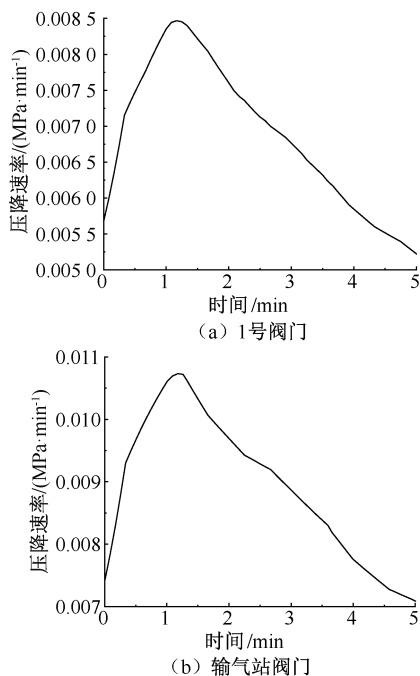 0.008 5
0.008 0
0.007 5
0.007 0
0.006 5
0.006 0
0.005 5
0.005 0
压降速率/(MPa·min⁻¹)
0 1 2 3 4 5
时间/min
（a）1号阀门
0.011
0.010
0.009
0.008
0.007
压降速率/(MPa·min⁻¹)
0 1 2 3 4 5
时间/min
（b）输气站阀门